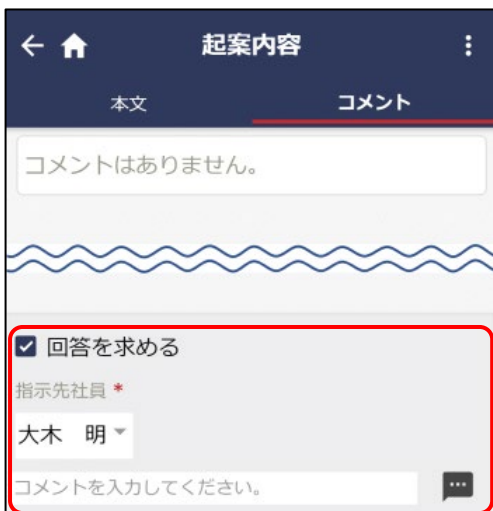 起案内容
本文 コメント
コメントはありません。
回答を求める
指示先社員 *
大木　明
コメントを入力してください。